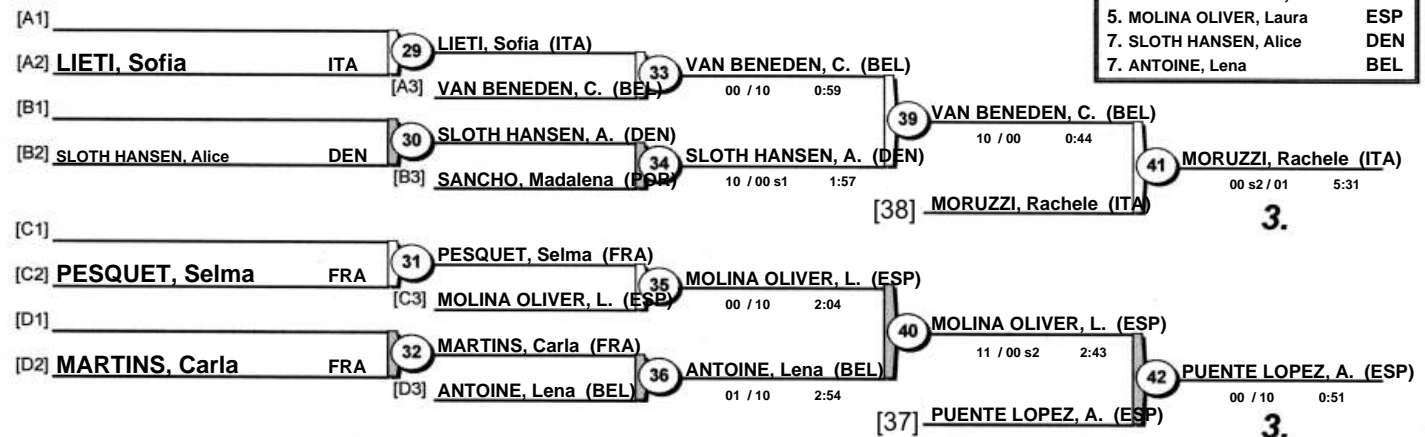 5. MOLINA OLIVER, Laura ESP
7. SLOTH HANSEN, Alice DEN
7. ANTOINE, Lena BEL
[A1]
29 LIETI, Sofia (ITA)
[A2] LIETI, Sofia ITA
33 VAN BENEDEN, C. (BEL)
[A3] VAN BENEDEN, C. (BEL)
00 / 10 0:59
[B1]
39 VAN BENEDEN, C. (BEL)
10 / 00 0:44
30 SLOTH HANSEN, A. (DEN)
[B2] SLOTH HANSEN, Alice DEN
34 SLOTH HANSEN, A. (DEN)
41 MORUZZI, Rachele (ITA)
[B3] SANCHO, Madalena (POR)
10 / 00 s1 1:57
00 s2 / 01 5:31
[38] MORUZZI, Rachele (ITA)
3.
[C1]
31 PESQUET, Selma (FRA)
[C2] PESQUET, Selma FRA
35 MOLINA OLIVER, L. (ESP)
[C3] MOLINA OLIVER, L. (ESP)
00 / 10 2:04
[D1]
40 MOLINA OLIVER, L. (ESP)
32 MARTINS, Carla (FRA)
11 / 00 s2 2:43
[D2] MARTINS, Carla FRA
36 ANTOINE, Lena (BEL)
42 PUENTE LOPEZ, A. (ESP)
[D3] ANTOINE, Lena (BEL)
01 / 10 2:54
00 / 10 0:51
[37] PUENTE LOPEZ, A. (ESP)
3.